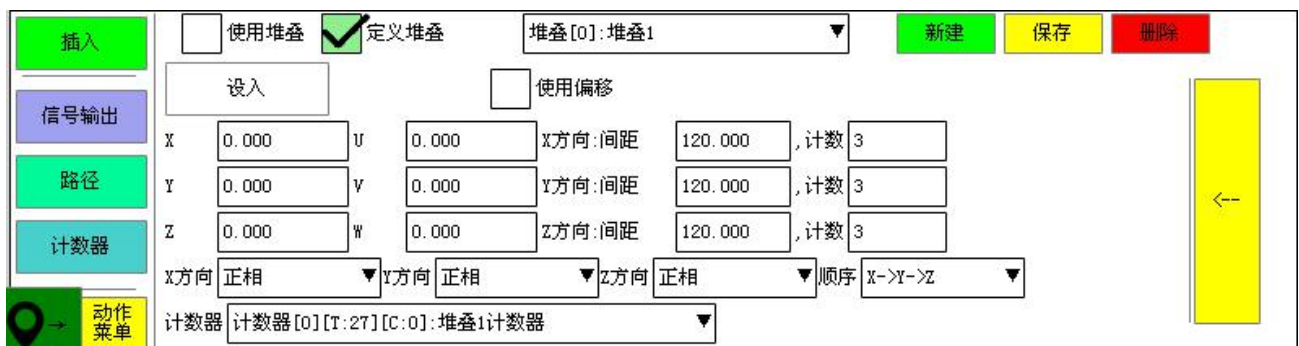 插入 使用堆叠 定义堆叠 堆叠[0]:堆叠1 新建 保存 删除
设入 使用偏移
信号输出
X 0.000 U 0.000 X方向:间距 120.000 ,计数 3
路径 Y 0.000 V 0.000 Y方向:间距 120.000 ,计数 3
<--
计数器 Z 0.000 W 0.000 Z方向:间距 120.000 ,计数 3
X方向 正相 Y方向 正相 Z方向 正相 顺序 X->Y->Z
动作
菜单
计数器 计数器[0][T:27][C:0]:堆叠1计数器